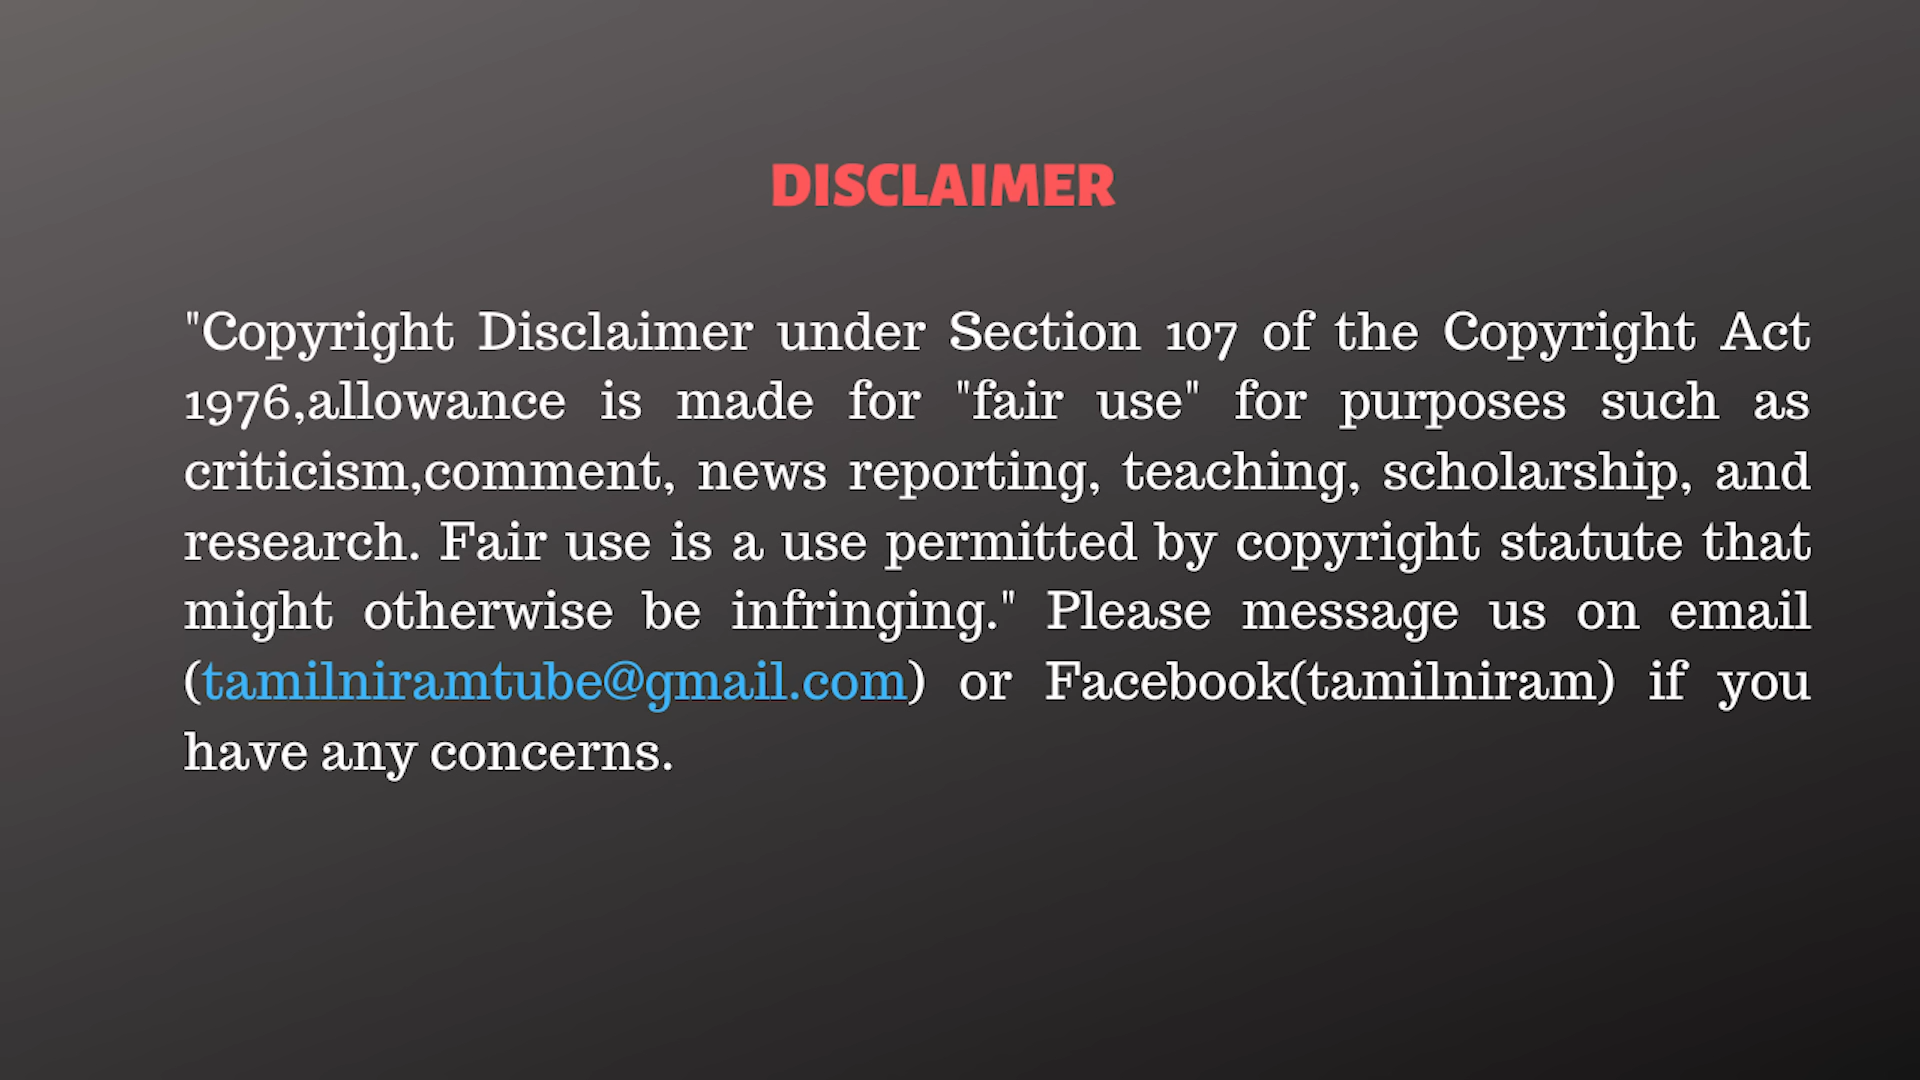 DISCLAIMER
"Copyright Disclaimer under Section 107 of the Copyright Act
1976,allowance is made for "fair use" for purposes such as
criticism,comment, news reporting, teaching, scholarship, and
research. Fair use is a use permitted by copyright statute that
might otherwise be infringing." Please message us on email
(tamilniramtube@gmail.com) or Facebook(tamilniram) if you
have any concerns.